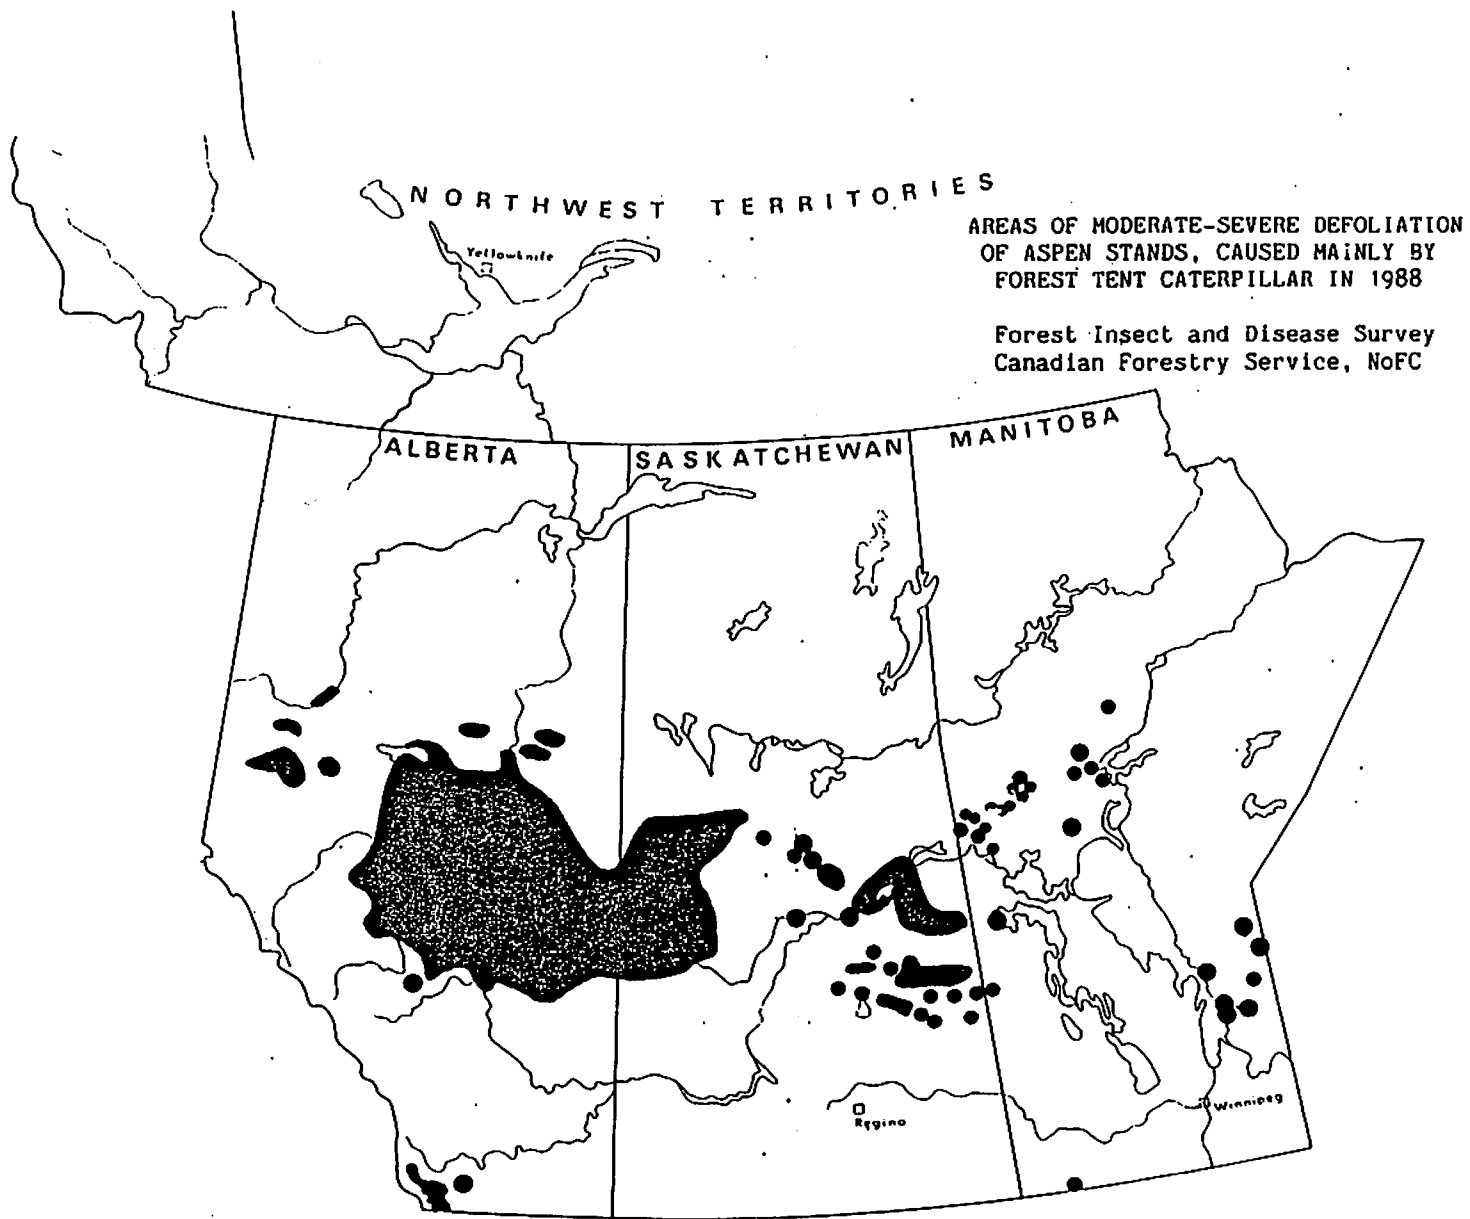 NORTHWEST TERRITORIES
Yellowknife
AREAS OF MODERATE-SEVERE DEFOLIATION
OF ASPEN STANDS, CAUSED MAINLY BY
FOREST TENT CATERPILLAR IN 1988
Forest Insect and Disease Survey
Canadian Forestry Service, NoFC
ALBERTA
SASKATCHEWAN
MANITOBA
Regina
Winnipeg